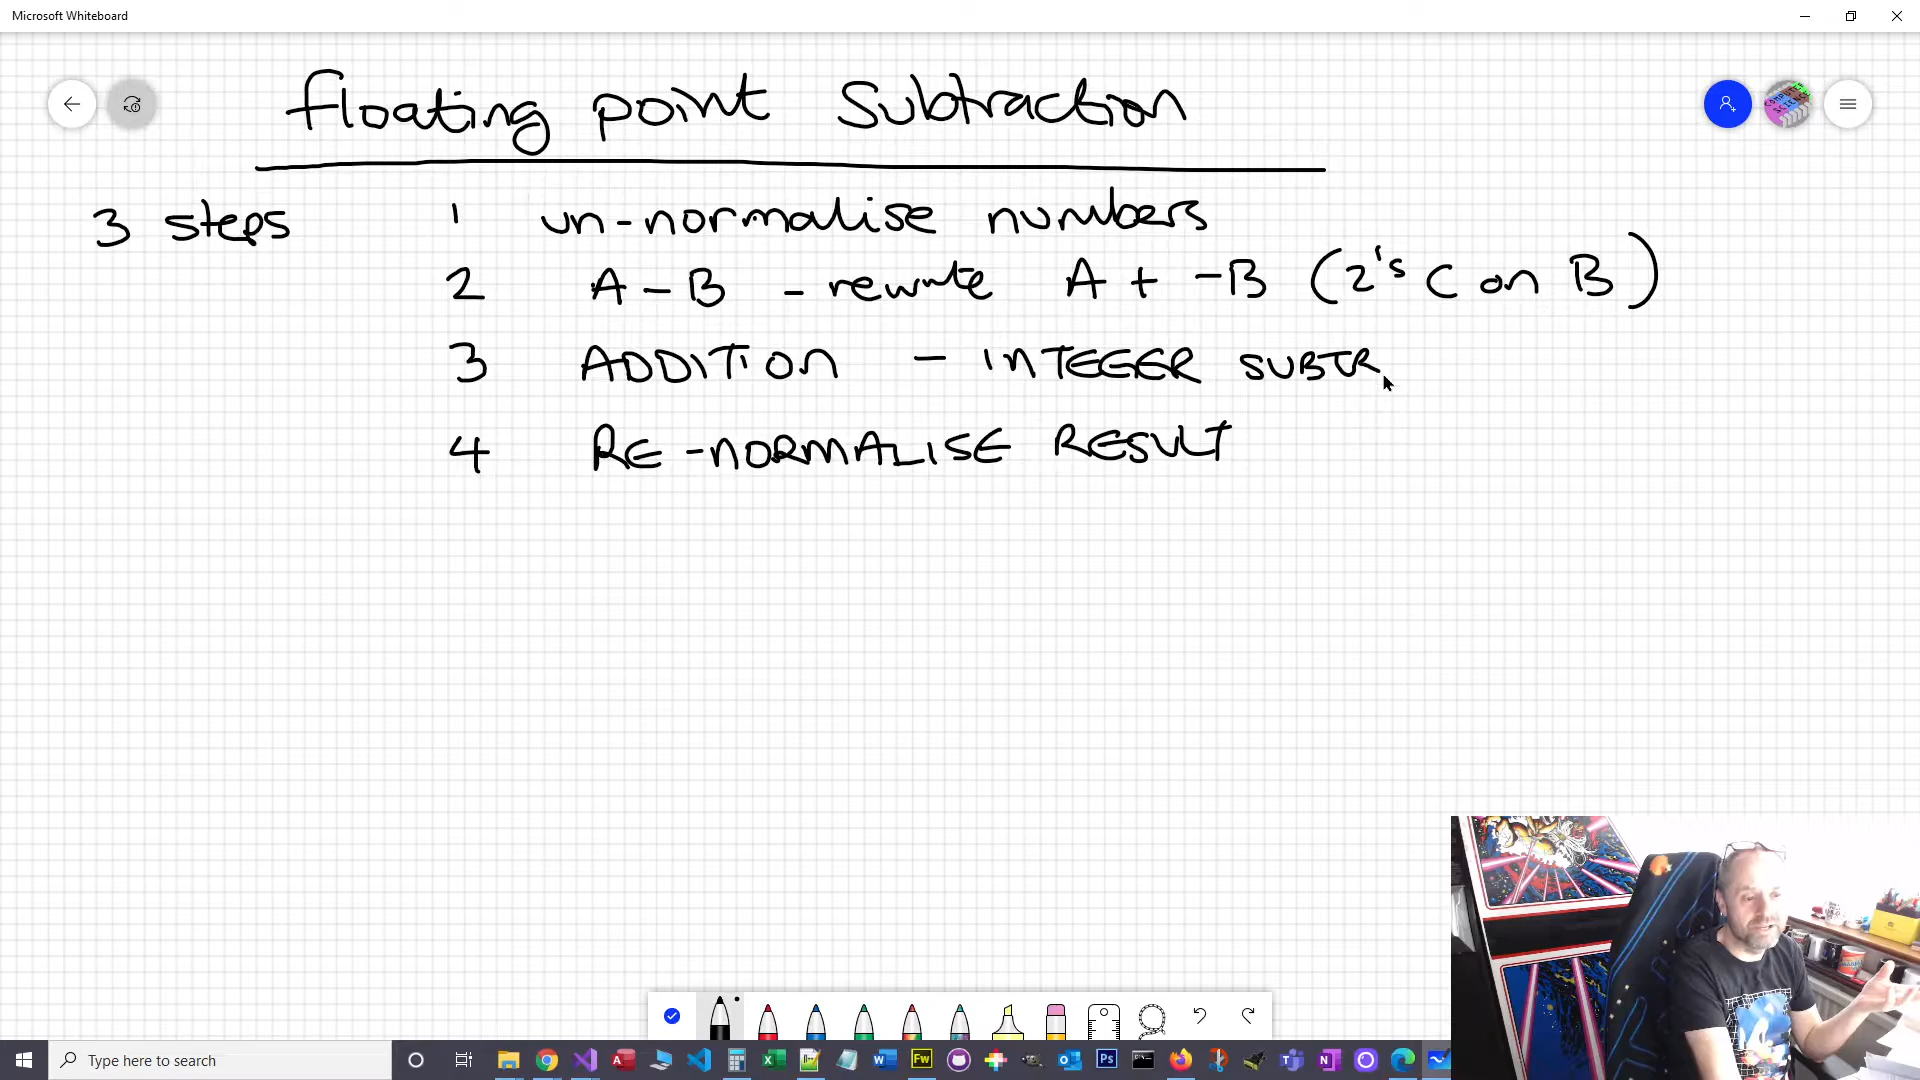 Microsoft Whiteboard
floating point Subtraction
3 steps 1 un-normalise numbers
2 A - B - rewrite A + -B (2's C on B)
3 ADDITION - INTEGER SUBTR
4 RE-NORMALISE RESULT
Type here to search